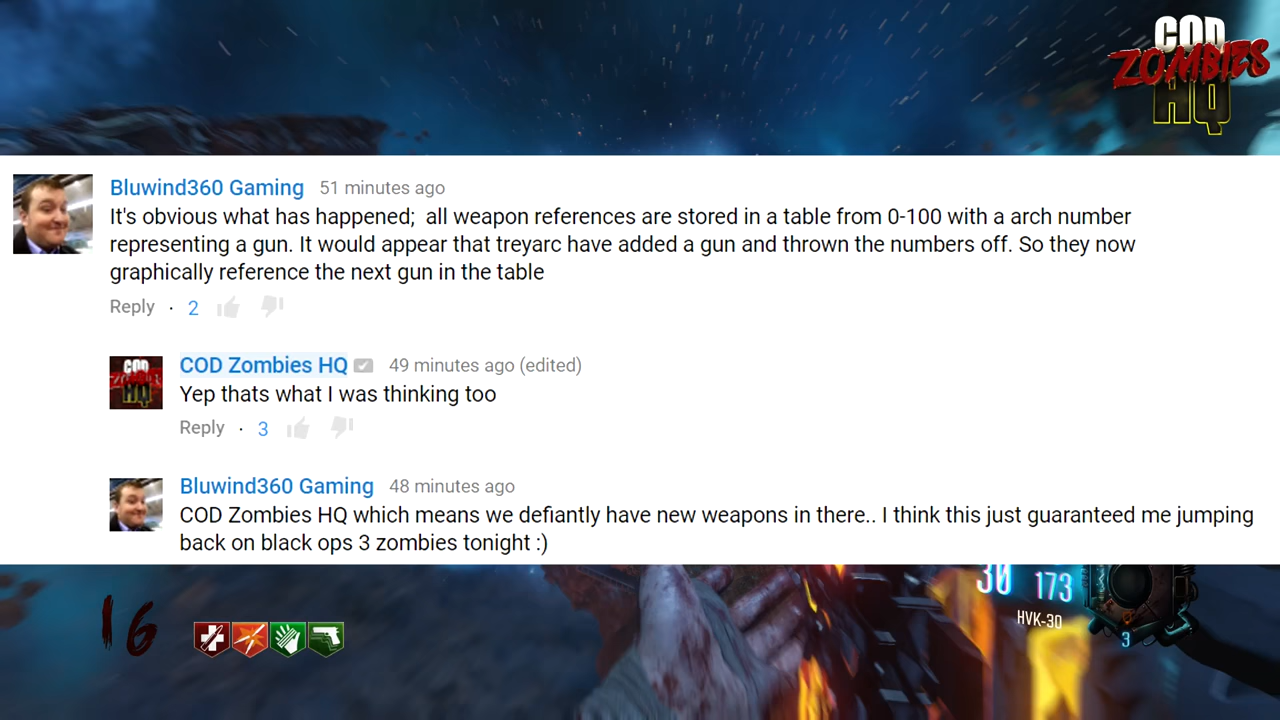 COD
ZOMBIES
HQ
Bluwind360 Gaming 51 minutes ago
It's obvious what has happened;  all weapon references are stored in a table from 0-100 with a arch number
representing a gun. It would appear that treyarc have added a gun and thrown the numbers off. So they now
graphically reference the next gun in the table
Reply · 2
COD Zombies HQ 49 minutes ago (edited)
Yep thats what I was thinking too
Reply · 3
Bluwind360 Gaming 48 minutes ago
COD Zombies HQ which means we defiantly have new weapons in there.. I think this just guaranteed me jumping
back on black ops 3 zombies tonight :)
30 173
HVK-30
16
3